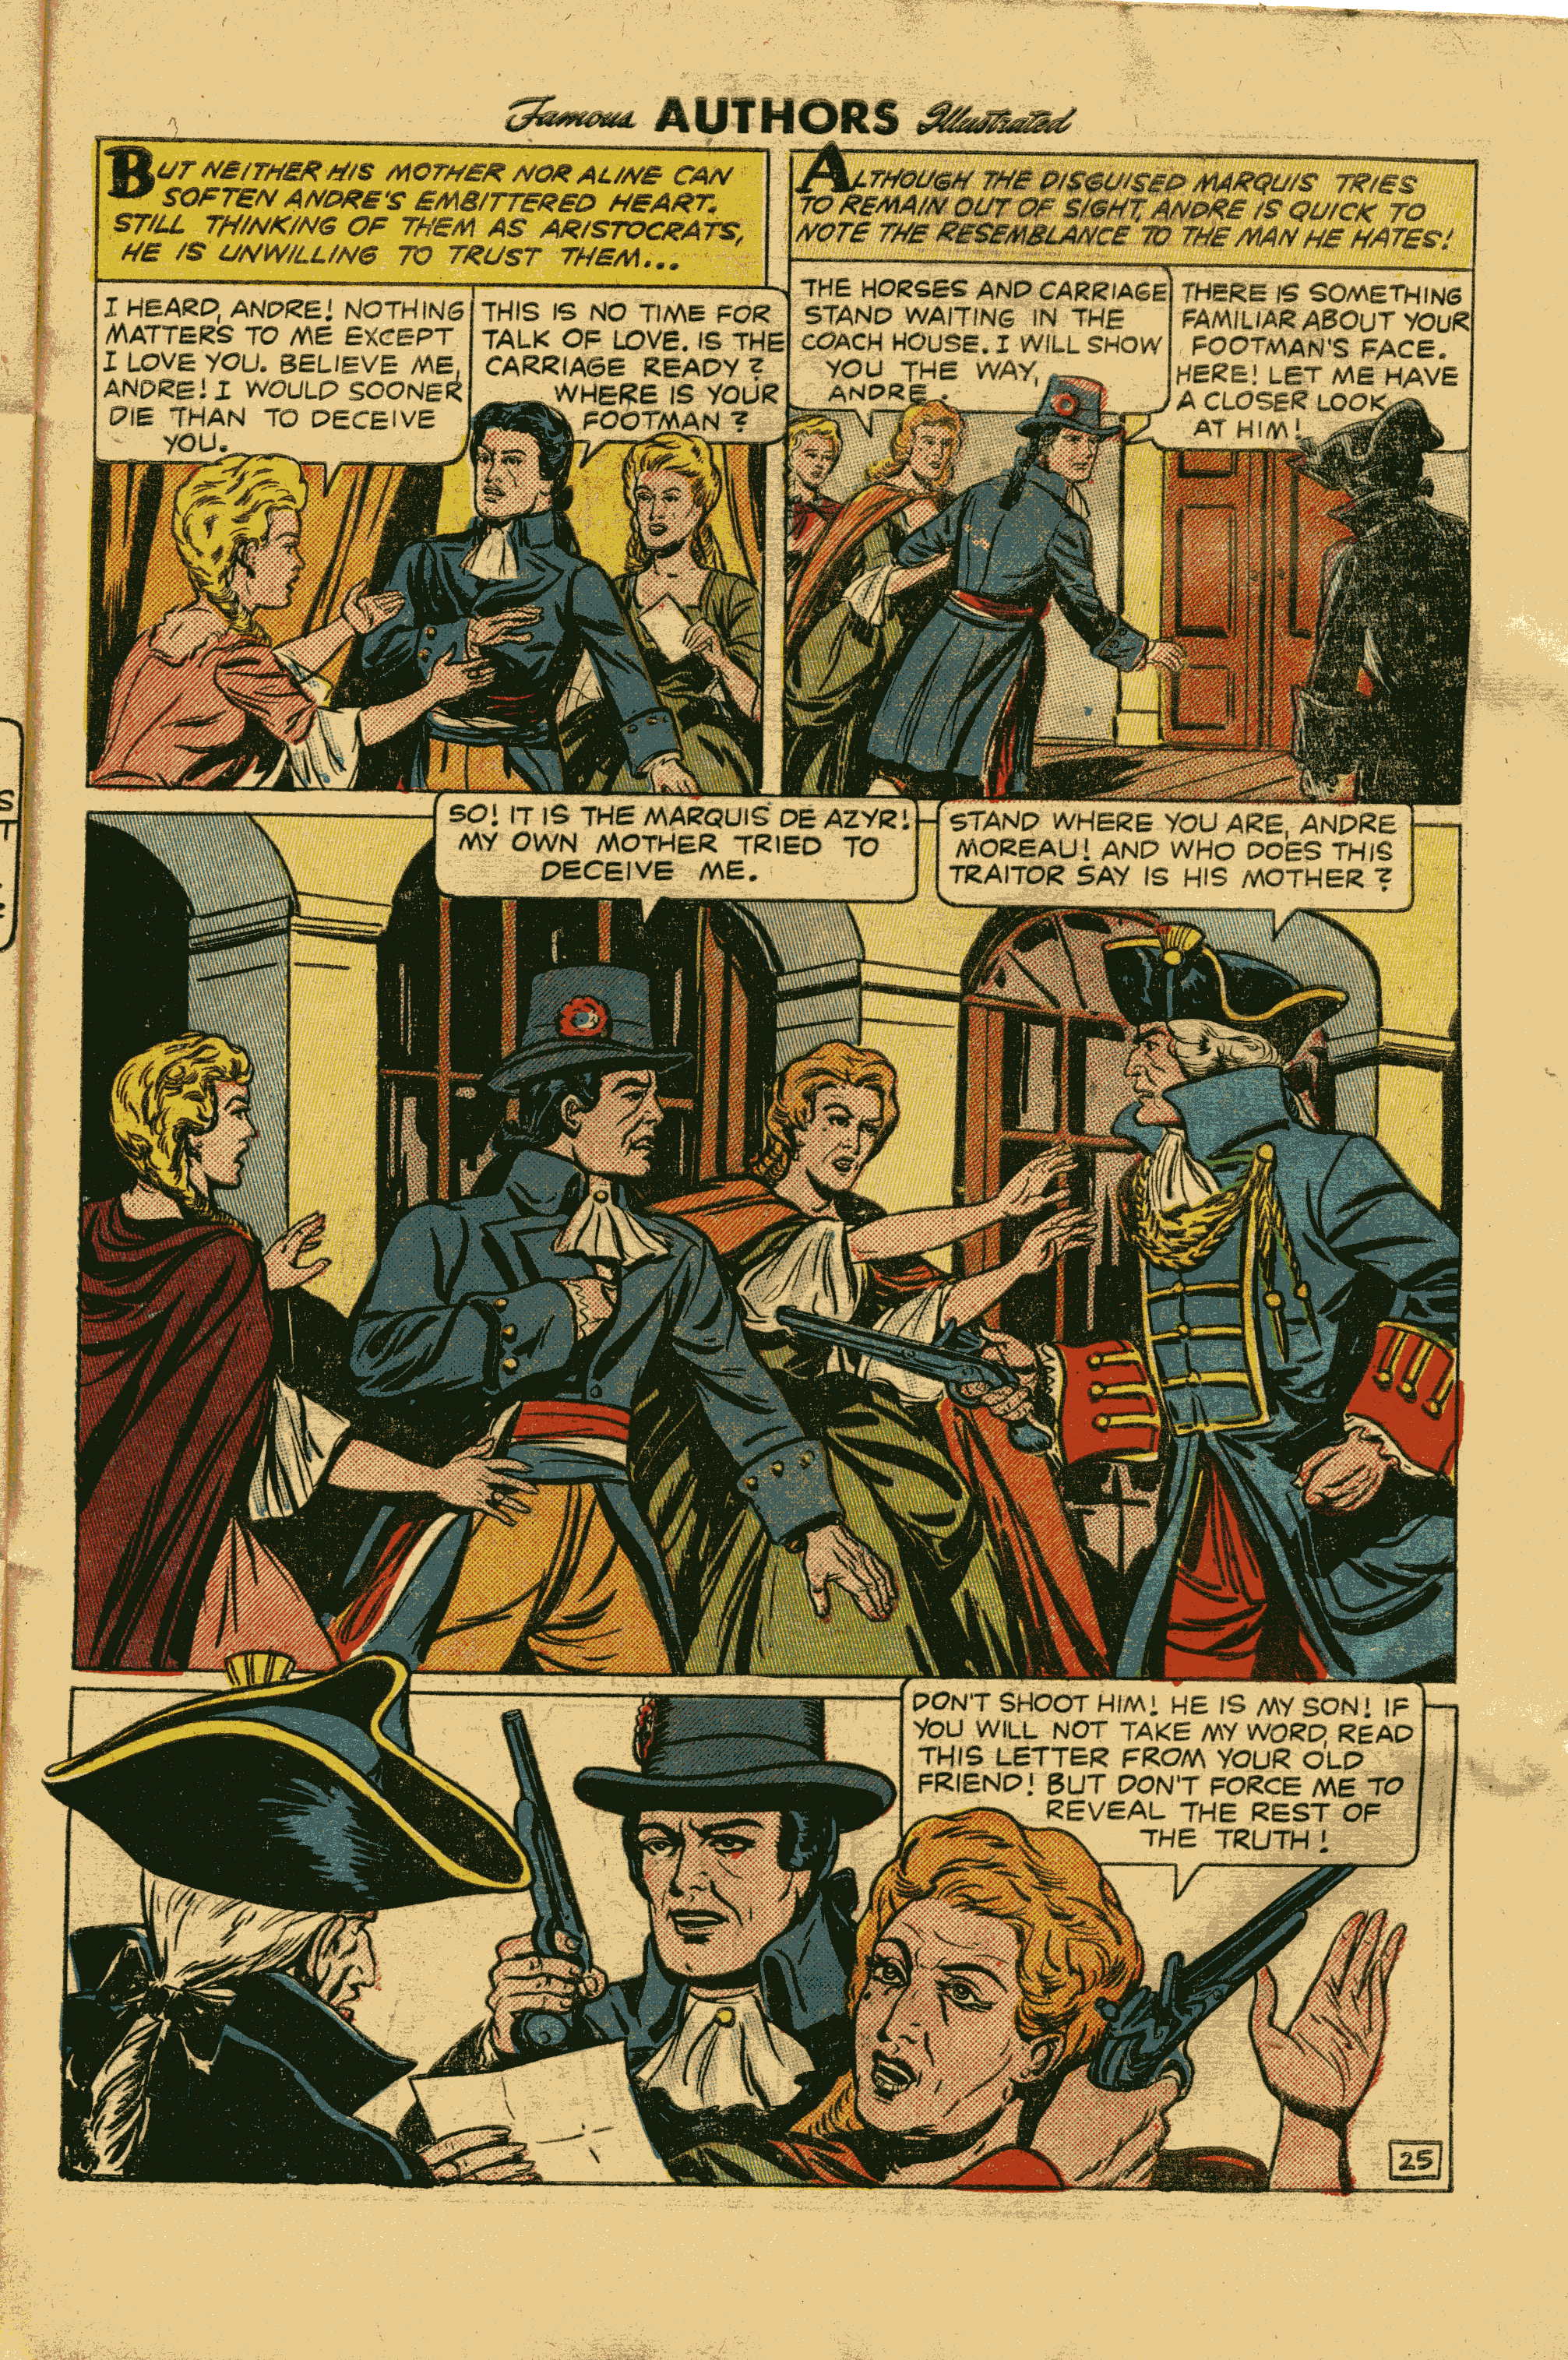 Famous AUTHORS Illustrated
BUT NEITHER HIS MOTHER NOR ALINE CAN
SOFTEN ANDRE'S EMBITTERED HEART.
STILL THINKING OF THEM AS ARISTOCRATS,
HE IS UNWILLING TO TRUST THEM...
I HEARD, ANDRE! NOTHING
MATTERS TO ME EXCEPT
I LOVE YOU. BELIEVE ME,
ANDRE! I WOULD SOONER
DIE THAN TO DECEIVE
YOU.
THIS IS NO TIME FOR
TALK OF LOVE. IS THE
CARRIAGE READY?
WHERE IS YOUR
FOOTMAN?
ALTHOUGH THE DISGUISED MARQUIS TRIES
TO REMAIN OUT OF SIGHT, ANDRE IS QUICK TO
NOTE THE RESEMBLANCE TO THE MAN HE HATES!
THE HORSES AND CARRIAGE
STAND WAITING IN THE
COACH HOUSE. I WILL SHOW
YOU THE WAY,
ANDRE.
THERE IS SOMETHING
FAMILIAR ABOUT YOUR
FOOTMAN'S FACE.
HERE! LET ME HAVE
A CLOSER LOOK
AT HIM!
SO! IT IS THE MARQUIS DE AZYR!
MY OWN MOTHER TRIED TO
DECEIVE ME.
STAND WHERE YOU ARE, ANDRE
MOREAU! AND WHO DOES THIS
TRAITOR SAY IS HIS MOTHER?
DON'T SHOOT HIM! HE IS MY SON! IF
YOU WILL NOT TAKE MY WORD, READ
THIS LETTER FROM YOUR OLD
FRIEND! BUT DON'T FORCE ME TO
REVEAL THE REST OF
THE TRUTH!
25